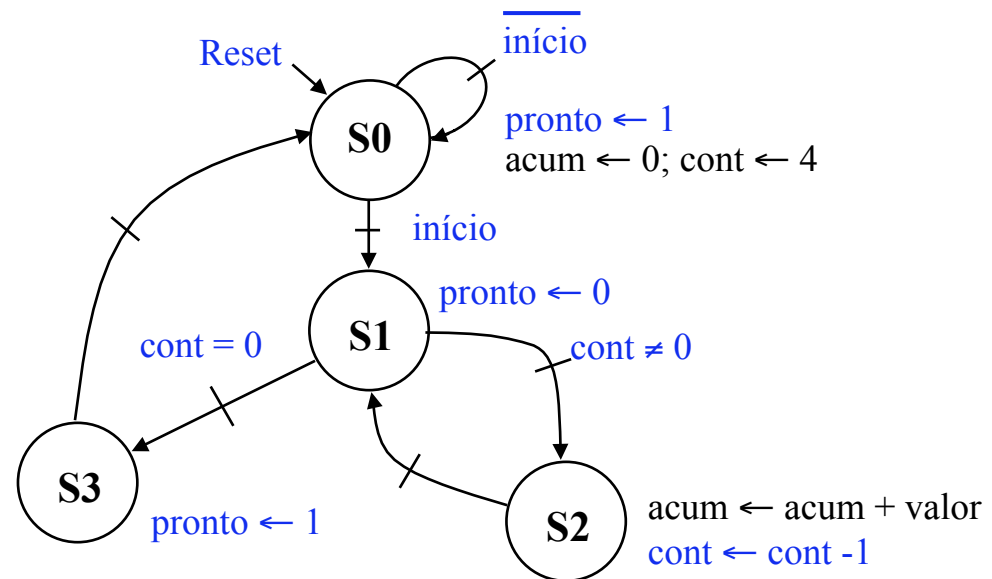 início
Reset
S0
pronto ← 1
acum ← 0; cont ← 4
início
pronto ← 0
S1
cont = 0
cont ≠ 0
S3
pronto ← 1
S2
acum ← acum + valor
cont ← cont -1